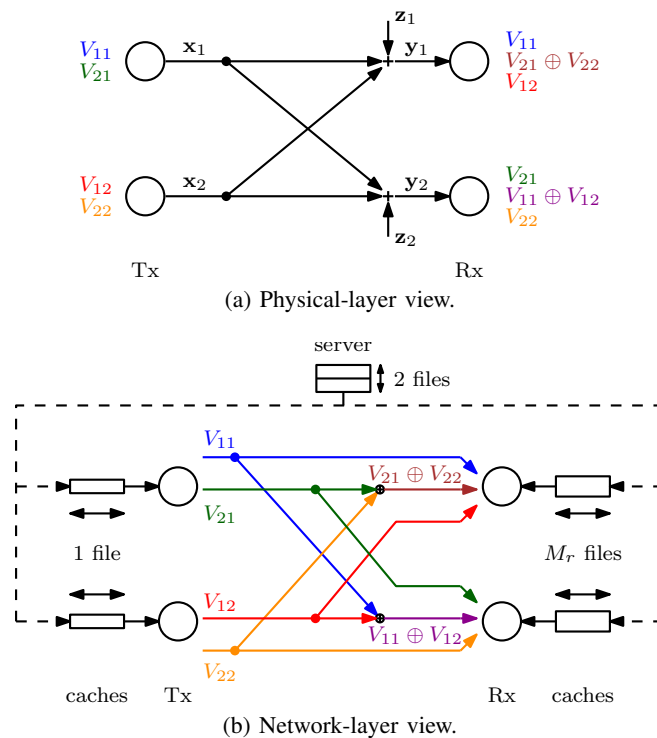 z₁
V₁₁
V₂₁
x₁
y₁
V₁₁
V₂₁ ⊕ V₂₂
V₁₂
V₁₂
V₂₂
x₂
y₂
V₂₁
V₁₁ ⊕ V₁₂
V₂₂
z₂
Tx
Rx
(a) Physical-layer view.
server
2 files
V₁₁
V₂₁ ⊕ V₂₂
V₂₁
1 file
Mᵣ files
V₁₂
V₁₁ ⊕ V₁₂
V₂₂
caches
Tx
Rx
caches
(b) Network-layer view.